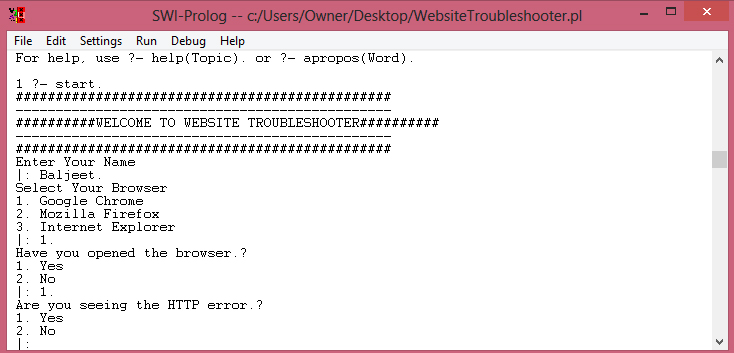 SWI-Prolog -- c:/Users/Owner/Desktop/WebsiteTroubleshooter.pl
File Edit Settings Run Debug Help
For help, use ?- help(Topic). or ?- apropos(Word).
1 ?- start.
###############################################
-----------------------------------------------
##########WELCOME TO WEBSITE TROUBLESHOOTER##########
-----------------------------------------------
###############################################
Enter Your Name
|: Baljeet.
Select Your Browser
1. Google Chrome
2. Mozilla Firefox
3. Internet Explorer
|: 1.
Have you opened the browser.?
1. Yes
2. No
|: 1.
Are you seeing the HTTP error.?
1. Yes
2. No
|: